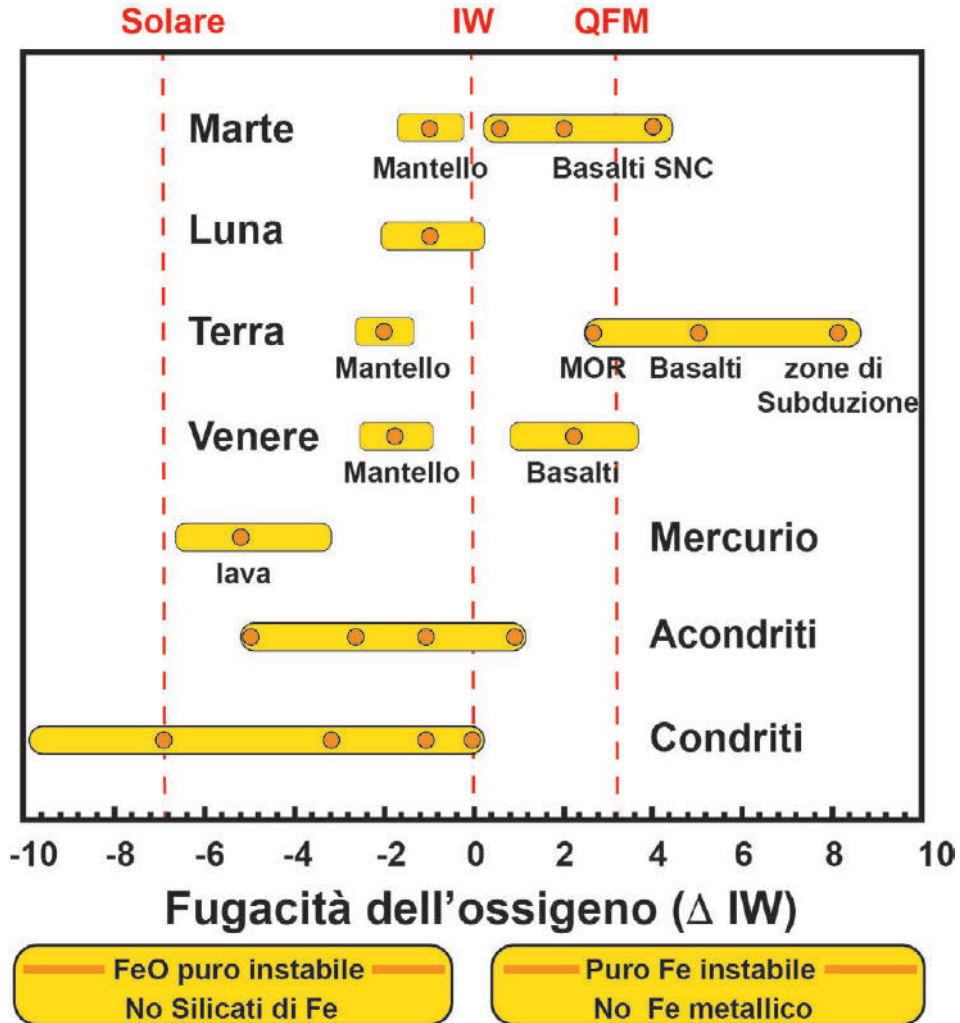 Solare IW QFM
Marte
Mantello Basalti SNC
Luna
Terra
Mantello MOR Basalti zone di
Subduzione
Venere
Mantello Basalti
Mercurio
lava
Acondriti
Condriti
-10 -8 -6 -4 -2 0 2 4 6 8 10
Fugacità dell'ossigeno (Δ IW)
FeO puro instabile
No Silicati di Fe
Puro Fe instabile
No Fe metallico